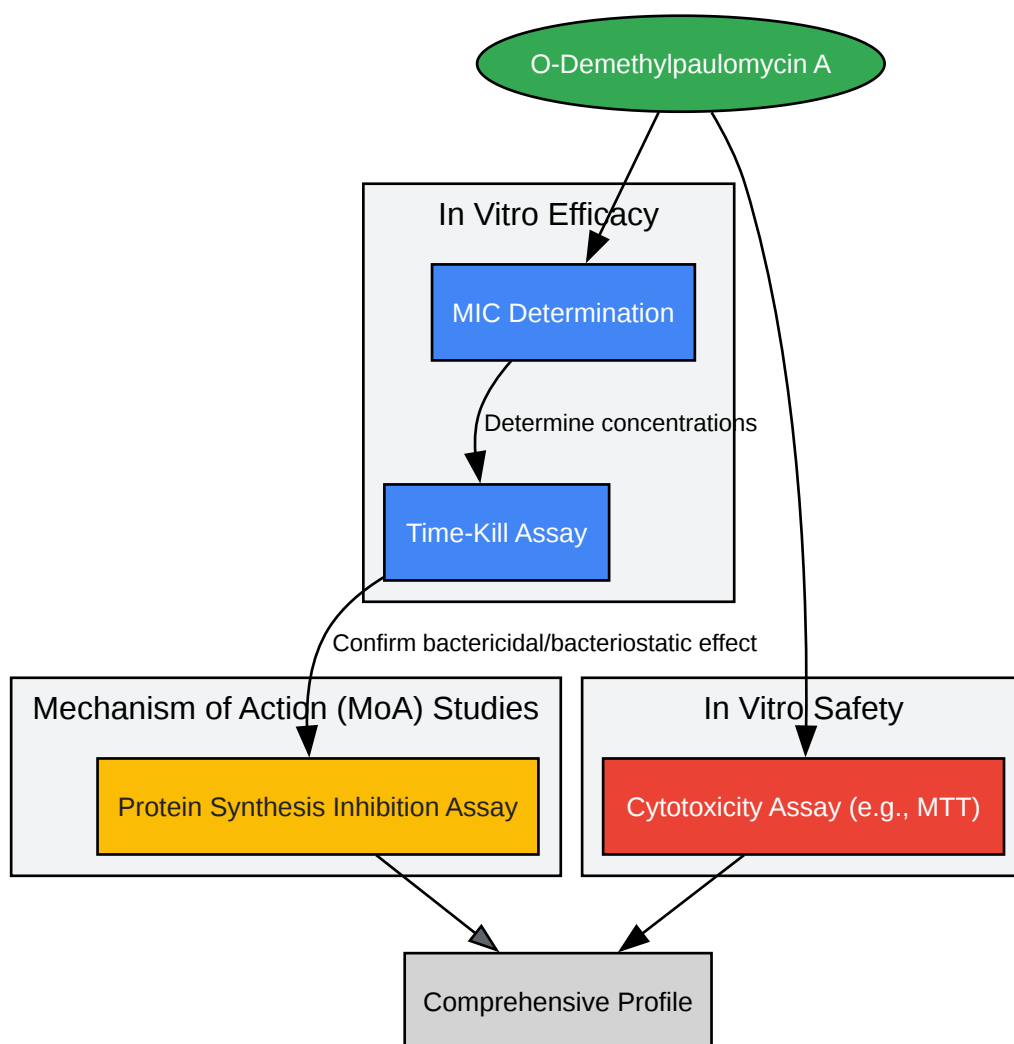 O-Demethylpaulomycin A
In Vitro Efficacy
MIC Determination
Determine concentrations
Time-Kill Assay
Confirm bactericidal/bacteriostatic effect
Mechanism of Action (MoA) Studies
In Vitro Safety
Protein Synthesis Inhibition Assay
Cytotoxicity Assay (e.g., MTT)
Comprehensive Profile